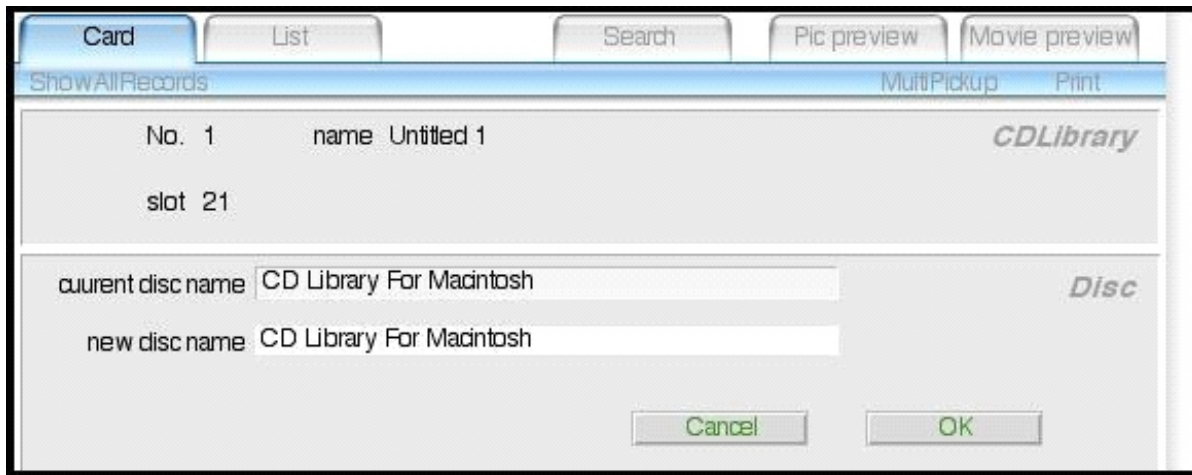 Card List Search Pic preview Movie preview
ShowAllRecords MultiPickup Print
No. 1 name Untitled 1 CDLibrary
slot 21
cuurent disc name CD Library For Macintosh Disc
new disc name CD Library For Macintosh
Cancel OK